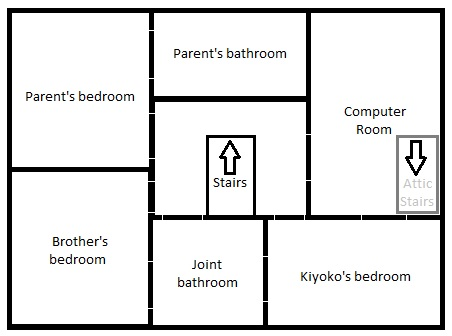 Parent's bathroom
Parent's bedroom
Computer
Room
Stairs
Attic
Stairs
Brother's
bedroom
Joint
bathroom
Kiyoko's bedroom